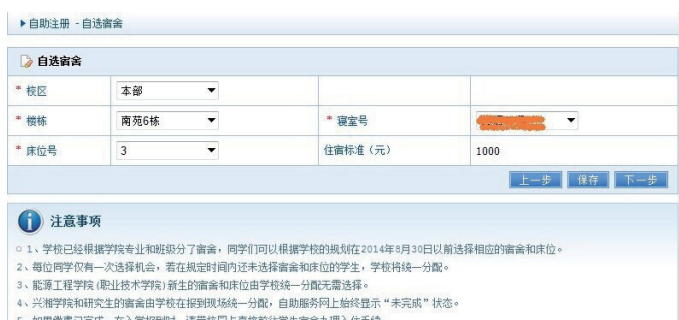 自助注册 - 自选宿舍
自选宿舍
* 校区 本部
* 楼栋 南苑6栋 * 寝室号
* 床位号 3 住宿标准（元） 1000
上一步 保存 下一步
注意事项
1、学校已经根据学院专业和班级分了宿舍，同学们可以根据学校的规划在2014年8月30日以前选择相应的宿舍和床位。
2、每位同学仅有一次选择机会，若在规定时间内还未选择宿舍和床位的学生，学校将统一分配。
3、能源工程学院(职业技术学院)新生的宿舍和床位由学校统一分配无需选择。
4、兴湘学院和研究生的宿舍由学校在报到现场统一分配，自助服务网上始终显示“未完成”状态。